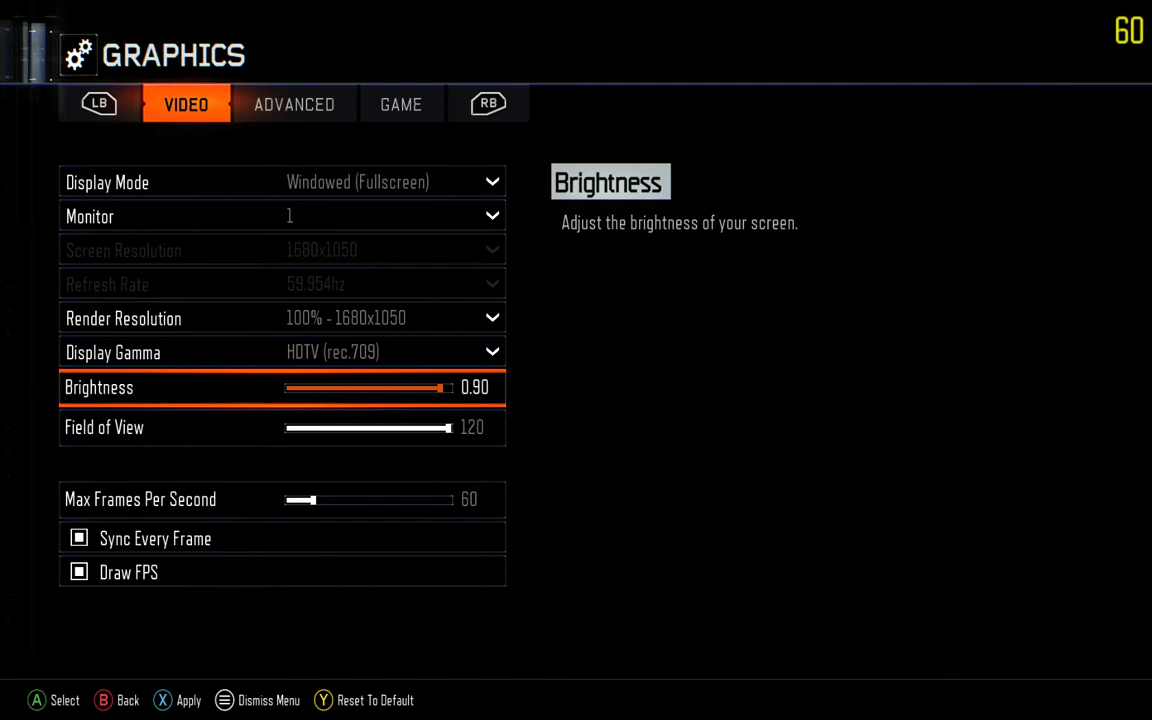 60
GRAPHICS
LB VIDEO ADVANCED GAME RB
Display Mode Windowed (Fullscreen)
Monitor 1
Screen Resolution 1680x1050
Refresh Rate 59.954hz
Render Resolution 100% - 1680x1050
Display Gamma HDTV (rec.709)
Brightness 0.90
Field of View 120
Max Frames Per Second 60
Sync Every Frame
Draw FPS
Brightness
Adjust the brightness of your screen.
A Select B Back X Apply Dismiss Menu Y Reset To Default